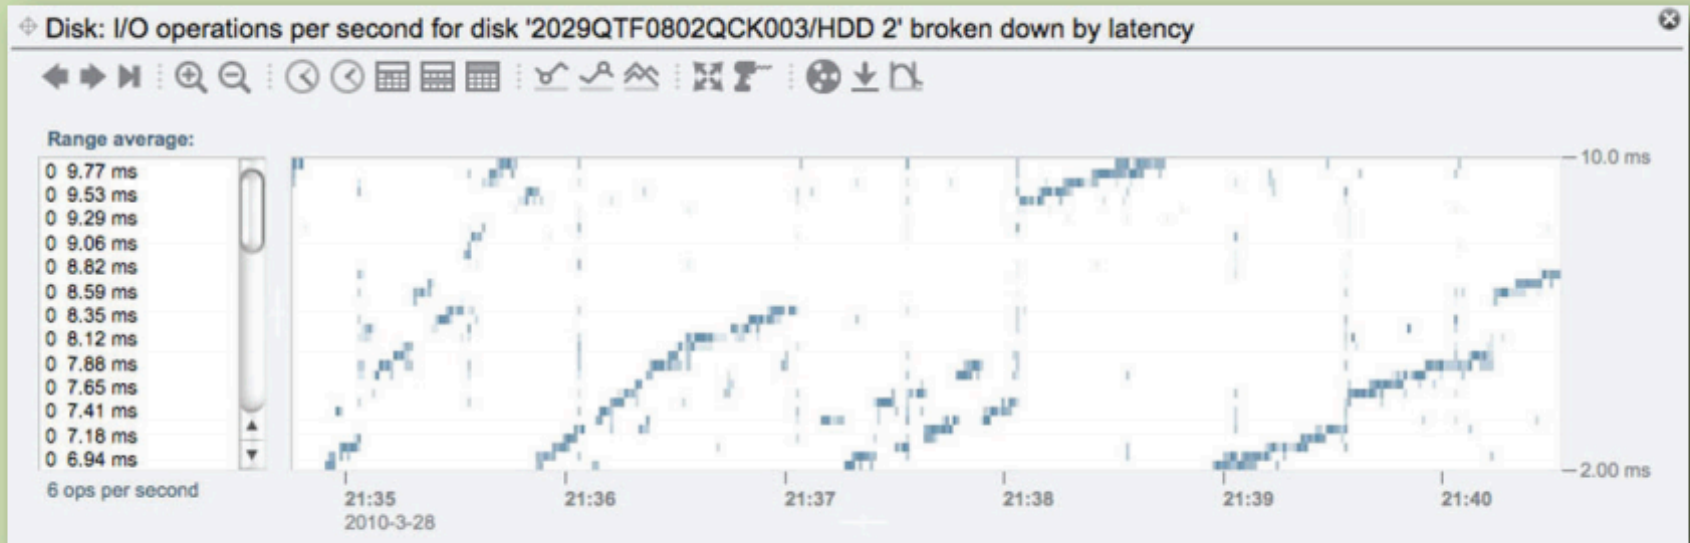 Disk: I/O operations per second for disk '2029QTF0802QCK003/HDD 2' broken down by latency
Range average:
0 9.77 ms
0 9.53 ms
0 9.29 ms
0 9.06 ms
0 8.82 ms
0 8.59 ms
0 8.35 ms
0 8.12 ms
0 7.88 ms
0 7.65 ms
0 7.41 ms
0 7.18 ms
0 6.94 ms
6 ops per second
10.0 ms
2.00 ms
21:35 21:36 21:37 21:38 21:39 21:40
2010-3-28